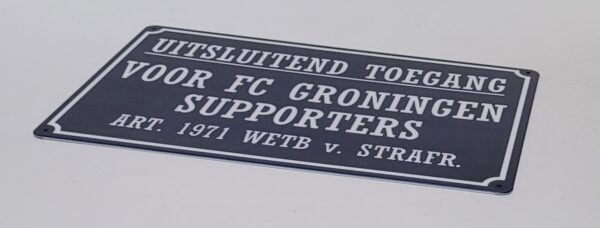 UITSLUITEND TOEGANG
VOOR FC GRONINGEN
SUPPORTERS
ART. 1971 WETB v. STRAFR.